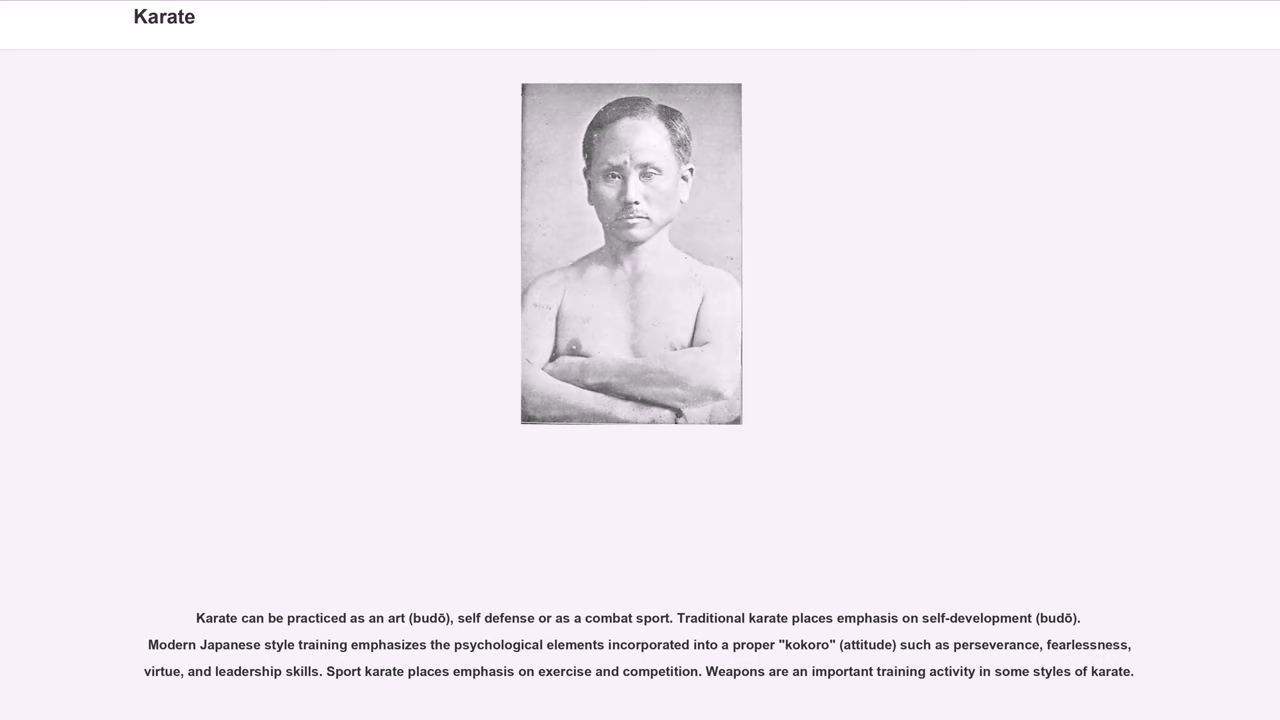 Karate
Karate can be practiced as an art (budō), self defense or as a combat sport. Traditional karate places emphasis on self-development (budō).
Modern Japanese style training emphasizes the psychological elements incorporated into a proper "kokoro" (attitude) such as perseverance, fearlessness,
virtue, and leadership skills. Sport karate places emphasis on exercise and competition. Weapons are an important training activity in some styles of karate.